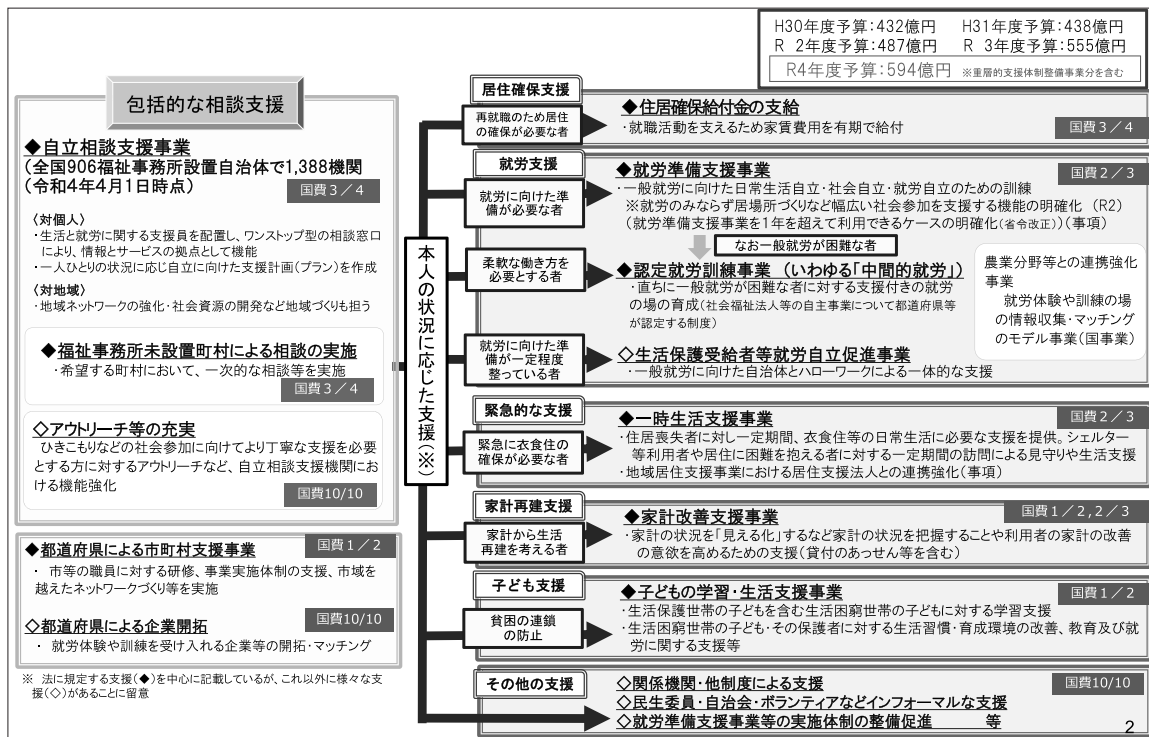 H30年度予算：432億円　H31年度予算：438億円
R 2年度予算：487億円　R 3年度予算：555億円
R4年度予算：594億円 ※重層的支援体制整備事業分を含む
包括的な相談支援
◆自立相談支援事業
（全国906福祉事務所設置自治体で1,388機関
（令和4年4月1日時点）
国費3／4
〈対個人〉
・生活と就労に関する支援員を配置し、ワンストップ型の相談窓口
により、情報とサービスの拠点として機能
・一人ひとりの状況に応じ自立に向けた支援計画（プラン）を作成
〈対地域〉
・地域ネットワークの強化・社会資源の開発など地域づくりも担う
◆福祉事務所未設置町村による相談の実施
・希望する町村において、一次的な相談等を実施
国費3／4
◇アウトリーチ等の充実
ひきこもりなどの社会参加に向けてより丁寧な支援を必要
とする方に対するアウトリーチなど、自立相談支援機関にお
ける機能強化
国費10/10
◆都道府県による市町村支援事業
国費1／2
・ 市等の職員に対する研修、事業実施体制の支援、市域を
越えたネットワークづくり等を実施
国費10/10
◇都道府県による企業開拓
・ 就労体験や訓練を受け入れる企業等の開拓・マッチング
※ 法に規定する支援（◆）を中心に記載しているが、これ以外に様々な支
援（◇）があることに留意
本人の状況に応じた支援（※）
居住確保支援
再就職のため居住
の確保が必要な者
◆住居確保給付金の支給
・就職活動を支えるため家賃費用を有期で給付
国費3／4
就労支援
就労に向けた準
備が必要な者
◆就労準備支援事業
国費2／3
・一般就労に向けた日常生活自立・社会自立・就労自立のための訓練
※就労のみならず居場所づくりなど幅広い社会参加を支援する機能の明確化 （R2）
（就労準備支援事業を1年を超えて利用できるケースの明確化（省令改正））（事項）
なお一般就労が困難な者
柔軟な働き方を
必要とする者
◆認定就労訓練事業 （いわゆる「中間的就労」）
・直ちに一般就労が困難な者に対する支援付きの就労
の場の育成（社会福祉法人等の自主事業について都道府県等
が認定する制度）
農業分野等との連携強化
事業
就労体験や訓練の場
の情報収集・マッチング
のモデル事業（国事業）
就労に向けた準
備が一定程度
整っている者
◇生活保護受給者等就労自立促進事業
・一般就労に向けた自治体とハローワークによる一体的な支援
緊急的な支援
緊急に衣食住の
確保が必要な者
◆一時生活支援事業
国費2／3
・住居喪失者に対し一定期間、衣食住等の日常生活に必要な支援を提供。シェルター
等利用者や居住に困難を抱える者に対する一定期間の訪問による見守りや生活支援
・地域居住支援事業における居住支援法人との連携強化（事項）
家計再建支援
家計から生活
再建を考える者
◆家計改善支援事業
国費1／2,2／3
・家計の状況を「見える化」するなど家計の状況を把握することや利用者の家計の改善
の意欲を高めるための支援（貸付のあっせん等を含む）
子ども支援
貧困の連鎖
の防止
◆子どもの学習・生活支援事業
国費1／2
・生活保護世帯の子どもを含む生活困窮世帯の子どもに対する学習支援
・生活困窮世帯の子ども・その保護者に対する生活習慣・育成環境の改善、教育及び就
労に関する支援等
その他の支援
◇関係機関・他制度による支援
国費10/10
◇民生委員・自治会・ボランティアなどインフォーマルな支援
◇就労準備支援事業等の実施体制の整備促進　　　等
2